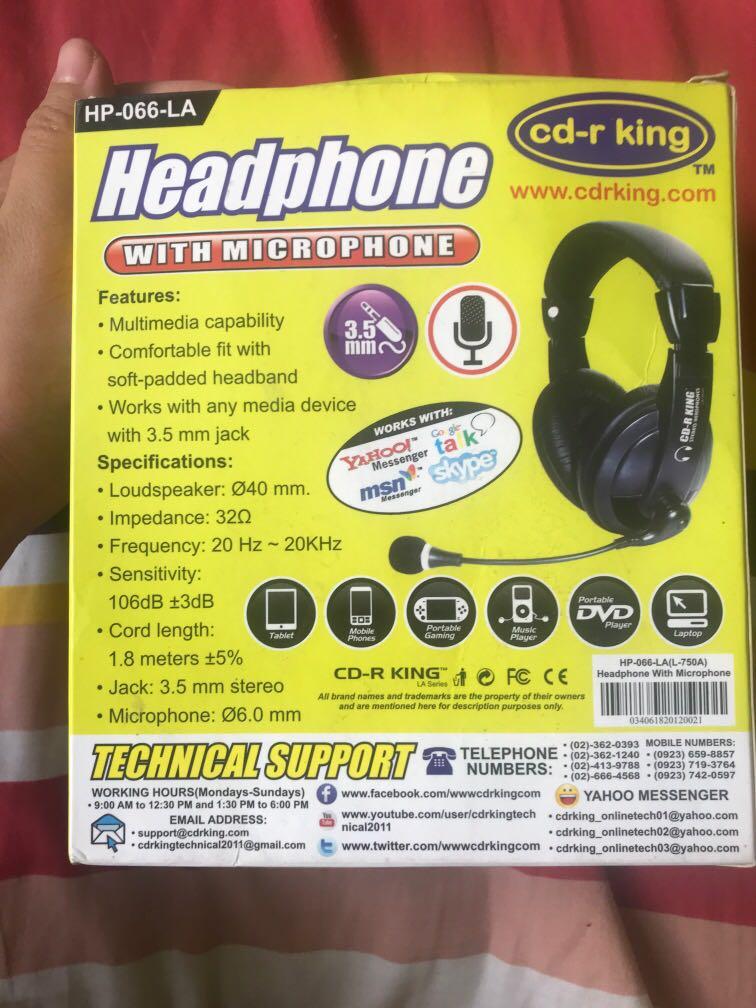 HP-066-LA
cd-r king
TM
www.cdrking.com
Headphone
WITH MICROPHONE
Features:
• Multimedia capability
• Comfortable fit with
soft-padded headband
• Works with any media device
with 3.5 mm jack
3.5
mm
WORKS WITH:
YAHOO!
Messenger
Google
talk
msn
Messenger
skype
CD-R KING
Specifications:
• Loudspeaker: Ø40 mm.
• Impedance: 32Ω
• Frequency: 20 Hz ~ 20KHz
• Sensitivity:
106dB ±3dB
• Cord length:
1.8 meters ±5%
• Jack: 3.5 mm stereo
• Microphone: Ø6.0 mm
Tablet
Mobile
Phones
Portable
Gaming
Music
Player
Portable
DVD
Player
Laptop
CD-R KING™
LA Series
FC CE
All brand names and trademarks are the property of their owners
and are mentioned here for description purposes only.
HP-066-LA(L-750A)
Headphone With Microphone
034061820120021
TECHNICAL SUPPORT
WORKING HOURS(Mondays-Sundays)
• 9:00 AM to 12:30 PM and 1:30 PM to 6:00 PM
EMAIL ADDRESS:
• support@cdrking.com
• cdrkingtechnical2011@gmail.com
TELEPHONE
NUMBERS:
• (02)-362-0393
• (02)-362-1240
• (02)-413-9788
• (02)-666-4568
MOBILE NUMBERS:
• (0923) 659-8857
• (0923) 719-3764
• (0923) 742-0597
f www.facebook.com/wwwcdrkingcom
You
Tube
www.youtube.com/user/cdrkingtech
nical2011
t www.twitter.com/wwwcdrkingcom
YAHOO MESSENGER
• cdrking_onlinetech01@yahoo.com
• cdrking_onlinetech02@yahoo.com
• cdrking_onlinetech03@yahoo.com